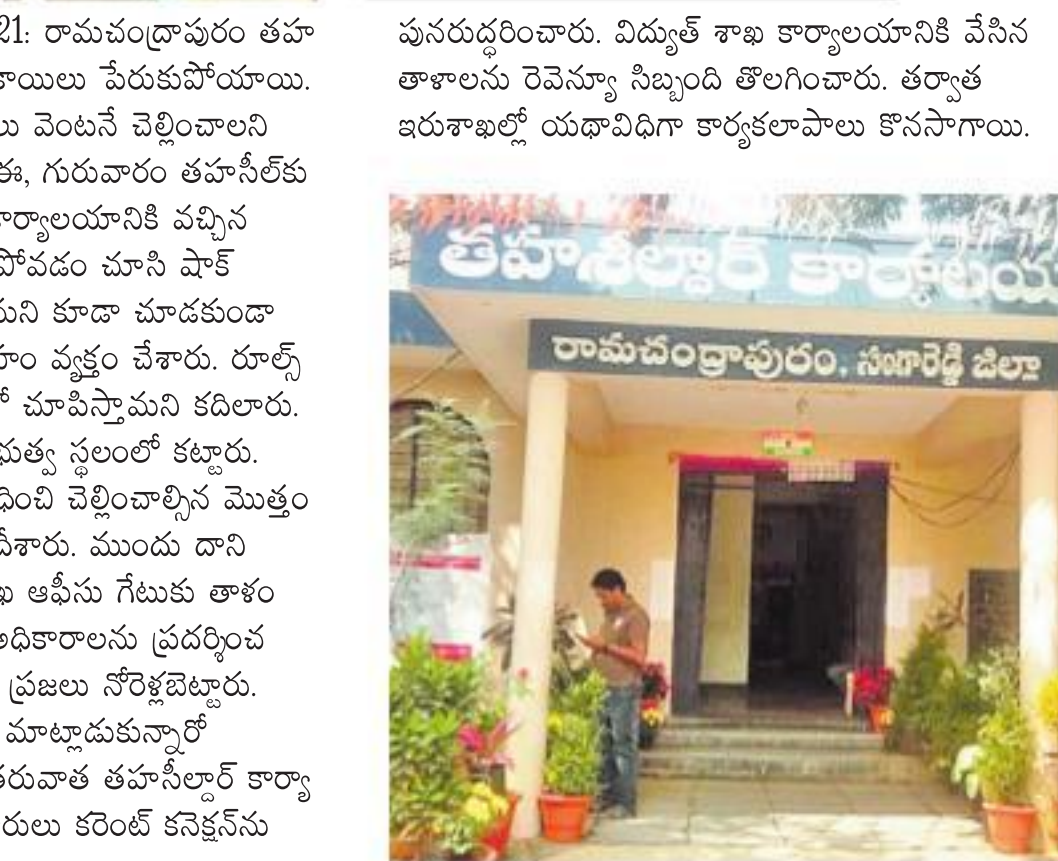 21: రామచంద్రాపురం తహ
కాయిలు పేరుకుపోయాయి.
లు వెంటనే చెల్లించాలని
ఈ, గురువారం తహసీల్‌కు
కార్యాలయానికి వచ్చిన
పోవడం చూసి షాక్
మని కూడా చూడకుండా
హం వ్యక్తం చేశారు. రూల్స్
చూపిస్తామని కదిలారు.
భుత్వ స్థలంలో కట్టారు.
ధించి చెల్లించాల్సిన మొత్తం
దీశారు. ముందు దాని
ఖ ఆఫీసు గేటుకు తాళం
అధికారాలను ప్రదర్శించ
ప్రజలు నోరెళ్లబెట్టారు.
మాట్లాడుకున్నారో
తరువాత తహసీల్దార్ కార్యా
రులు కరెంట్ కనెక్షన్‌ను
పునరుద్ధరించారు. విద్యుత్ శాఖ కార్యాలయానికి వేసిన
తాళాలను రెవెన్యూ సిబ్బంది తొలగించారు. తర్వాత
ఇరుశాఖల్లో యథావిధిగా కార్యకలాపాలు కొనసాగాయి.
తహశీల్దార్ కార్యాలయ
రామచంద్రాపురం, సంగారెడ్డి జిల్లా